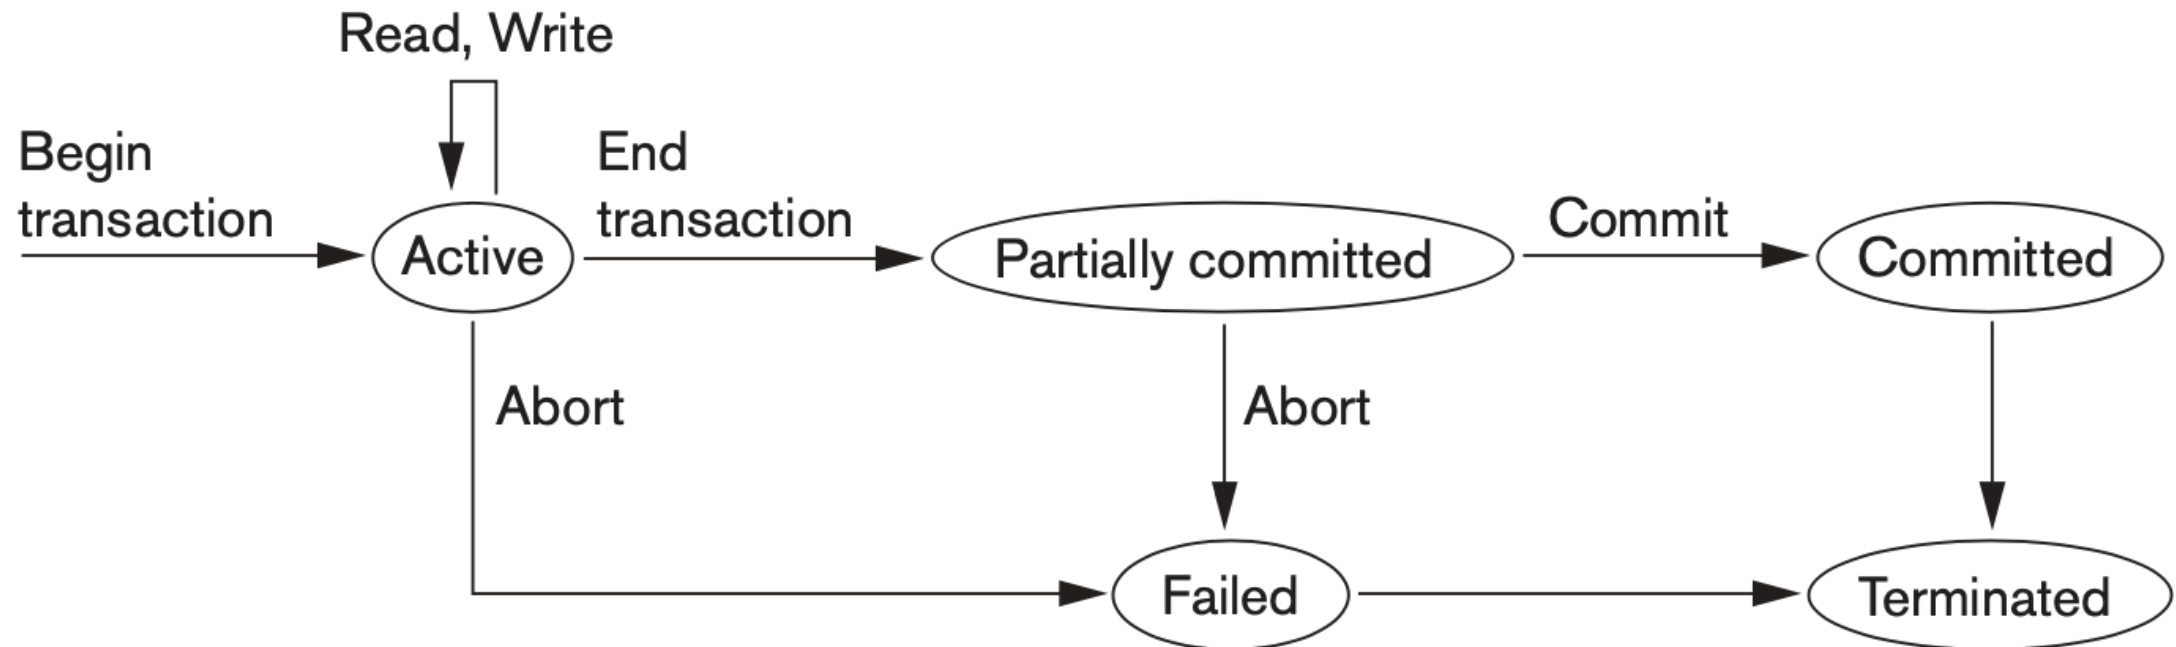 Read, Write
Begin
transaction
End
transaction
Commit
Active
Partially committed
Committed
Abort
Abort
Failed
Terminated